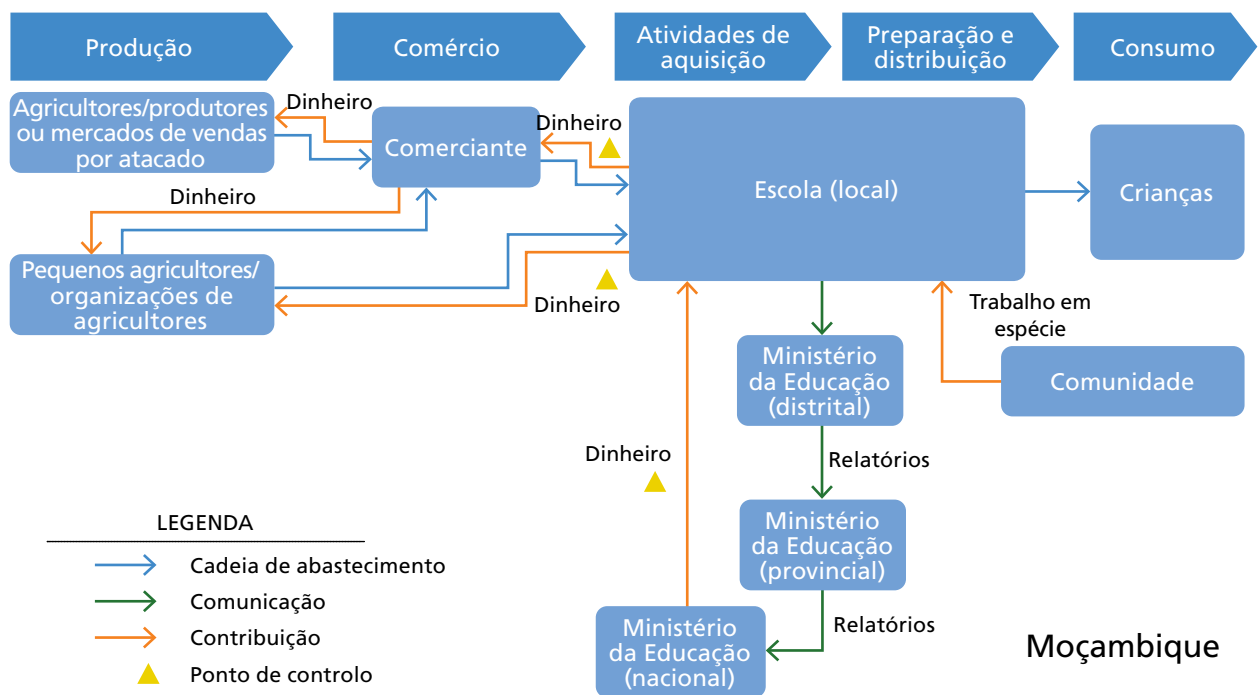 Produção
Comércio
Atividades de
aquisição
Preparação e
distribuição
Consumo
Agricultores/produtores
ou mercados de vendas
por atacado
Dinheiro
Comerciante
Dinheiro
Escola (local)
Crianças
Dinheiro
Pequenos agricultores/
organizações de
agricultores
Dinheiro
Trabalho em
espécie
Comunidade
Ministério
da Educação
(distrital)
Dinheiro
Relatórios
Ministério
da Educação
(provincial)
Relatórios
Ministério
da Educação
(nacional)
LEGENDA
Cadeia de abastecimento
Comunicação
Contribuição
Ponto de controlo
Moçambique